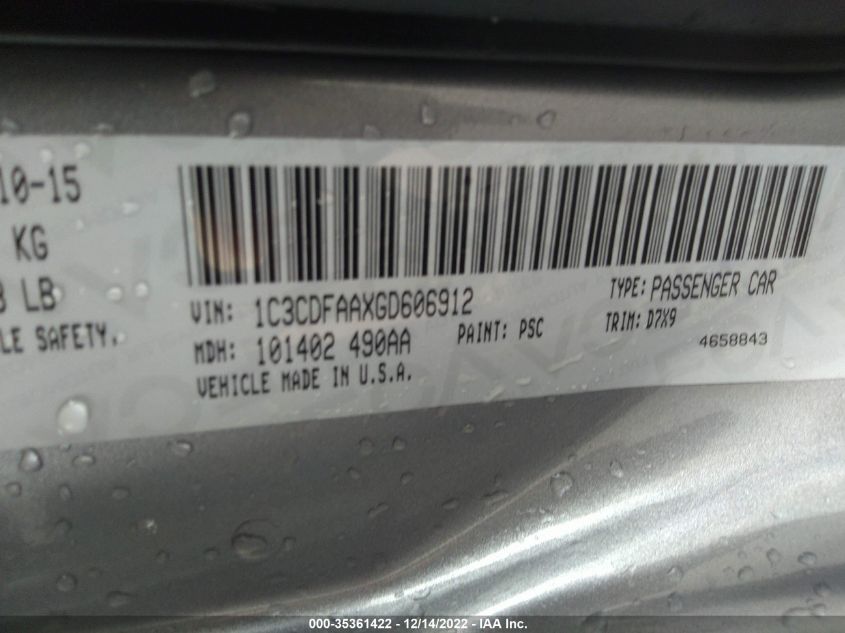 10-15
KG
LB
LE SAFETY.
VIN: 1C3CDFAAXGD606912
TYPE: PASSENGER CAR
MDH: 101402 490AA
PAINT: PSC
TRIM: D7X9
VEHICLE MADE IN U.S.A.
4658843
000-35361422 - 12/14/2022 - IAA Inc.